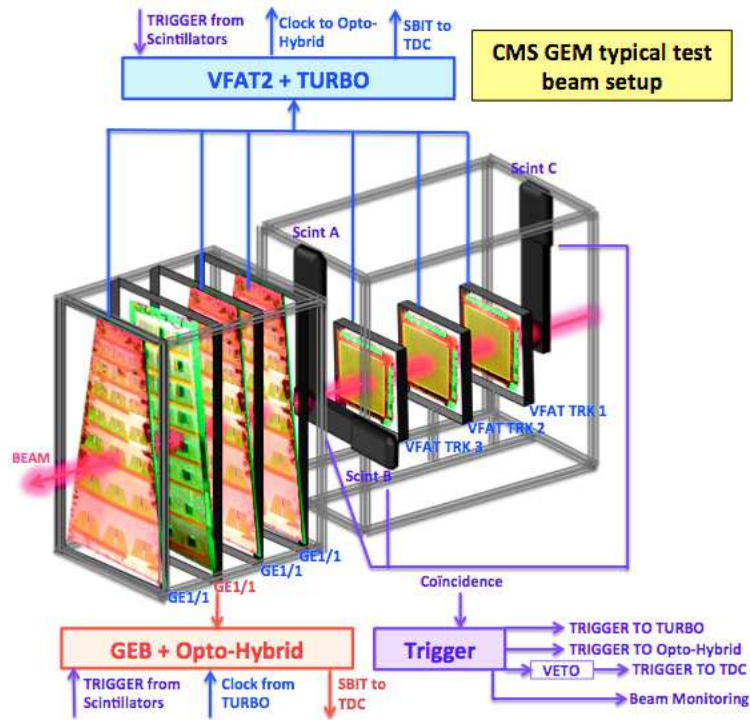 TRIGGER from
Scintillators
Clock to Opto-
Hybrid
SBIT to
TDC
VFAT2 + TURBO
CMS GEM typical test
beam setup
Scint C
Scint A
VFAT TRK 1
VFAT TRK 2
VFAT TRK 3
BEAM
Scint B
GE1/1
GE1/1
GE1/1
GE1/1
Coïncidence
GEB + Opto-Hybrid
Trigger
TRIGGER TO TURBO
TRIGGER TO Opto-Hybrid
VETO
TRIGGER TO TDC
TRIGGER from
Scintillators
Clock from
TURBO
SBIT to
TDC
Beam Monitoring